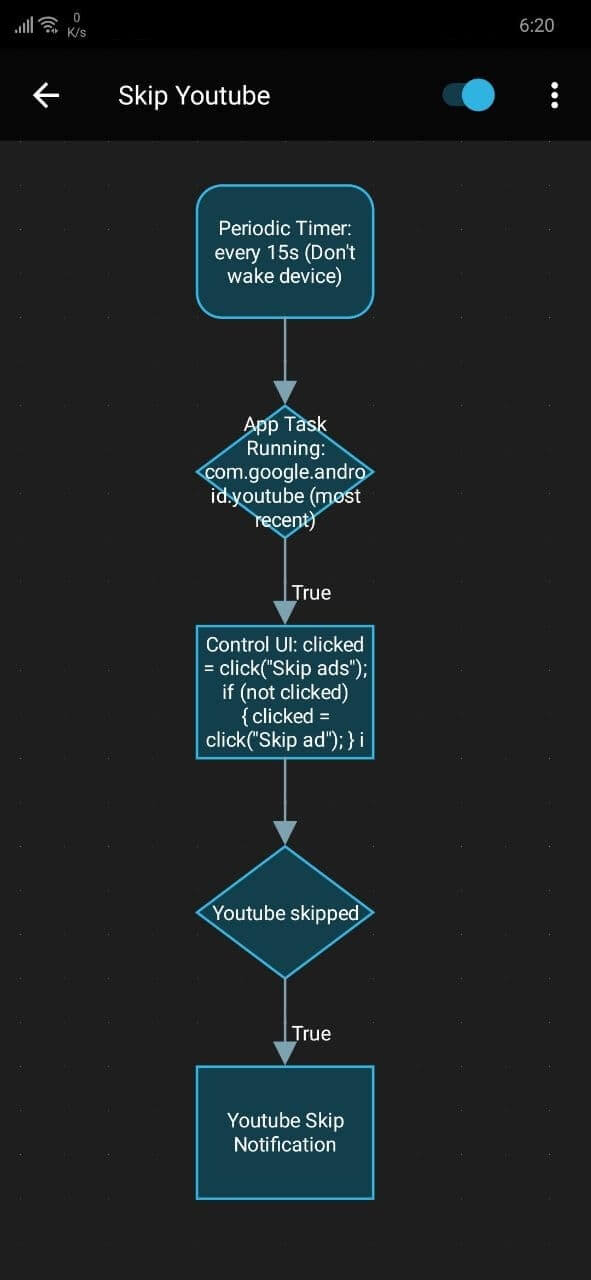 0
K/s
6:20
Skip Youtube
Periodic Timer:
every 15s (Don't
wake device)
App Task
Running:
com.google.andro
id.youtube (most
recent)
True
Control UI: clicked
= click("Skip ads");
if (not clicked)
{ clicked =
click("Skip ad"); } i
Youtube skipped
True
Youtube Skip
Notification